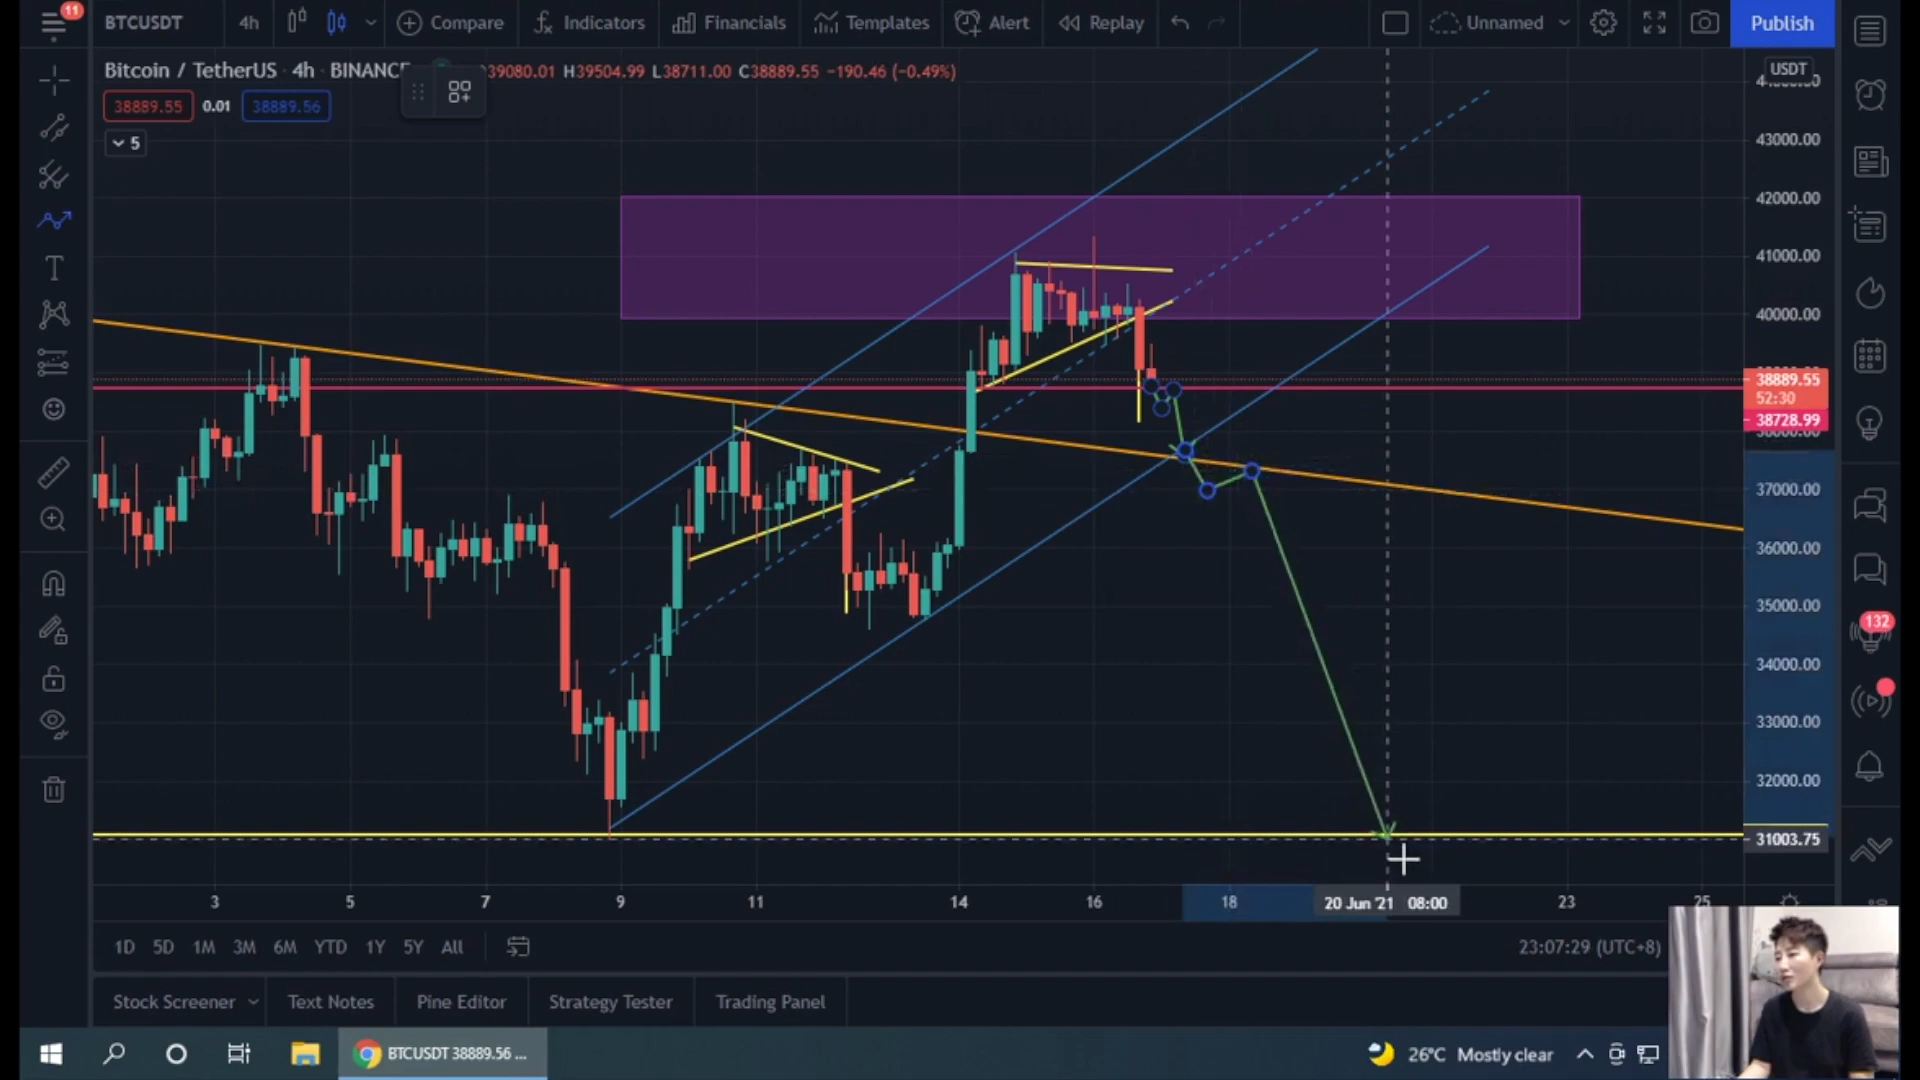 11
BTCUSDT
4h
Compare
Indicators
Financials
Templates
Alert
Replay
Unnamed
Publish
Bitcoin / TetherUS · 4h · BINANCE
39080.01 H39504.99 L38711.00 C38889.55 −190.46 (−0.49%)
38889.55 0.01 38889.56
5
USDT
43000.00
42000.00
41000.00
40000.00
38889.55
52:30
38728.99
38000.00
37000.00
36000.00
35000.00
34000.00
33000.00
32000.00
31003.75
132
3 5 7 9 11 14 16 18 20 Jun '21 08:00 23 25
1D 5D 1M 3M 6M YTD 1Y 5Y All
23:07:29 (UTC+8)
Stock Screener
Text Notes
Pine Editor
Strategy Tester
Trading Panel
BTCUSDT 38889.56 ...
26°C Mostly clear